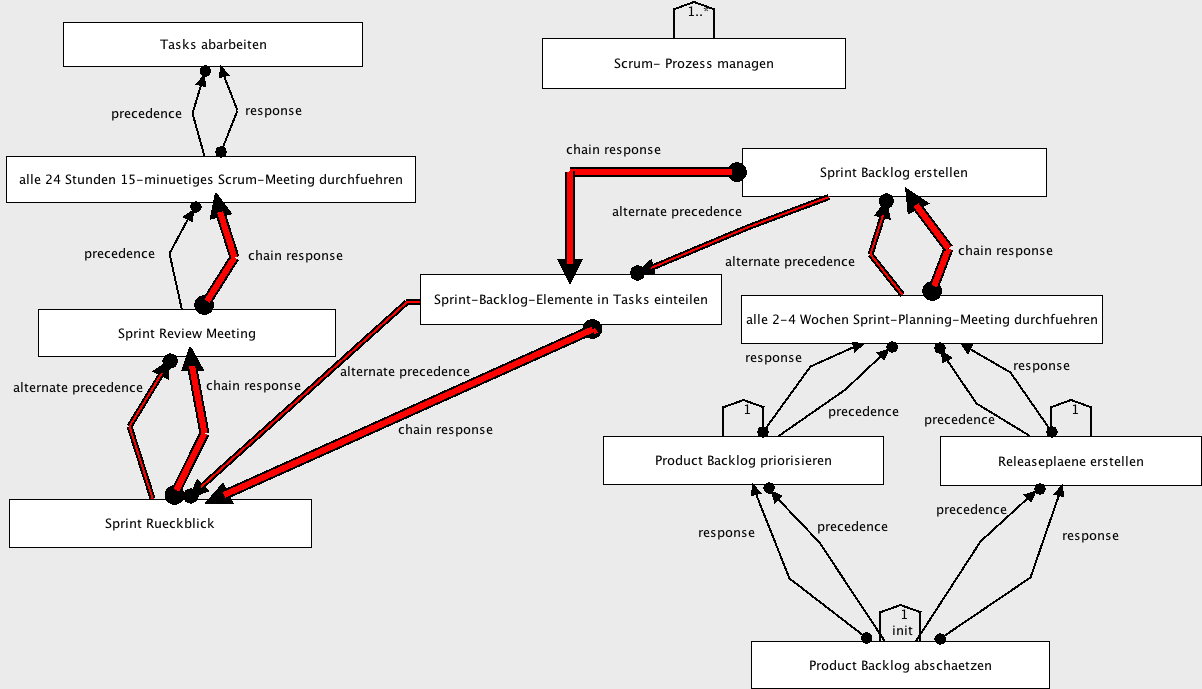 1..*
Tasks abarbeiten
Scrum- Prozess managen
precedence
response
chain response
alle 24 Stunden 15-minuetiges Scrum-Meeting durchfuehren
Sprint Backlog erstellen
alternate precedence
precedence
chain response
alternate precedence
chain response
Sprint-Backlog-Elemente in Tasks einteilen
Sprint Review Meeting
alle 2-4 Wochen Sprint-Planning-Meeting durchfuehren
response
response
alternate precedence
chain response
alternate precedence
1
1
precedence
precedence
chain response
Product Backlog priorisieren
Releaseplaene erstellen
Sprint Rueckblick
precedence
response
precedence
response
1
init
Product Backlog abschaetzen